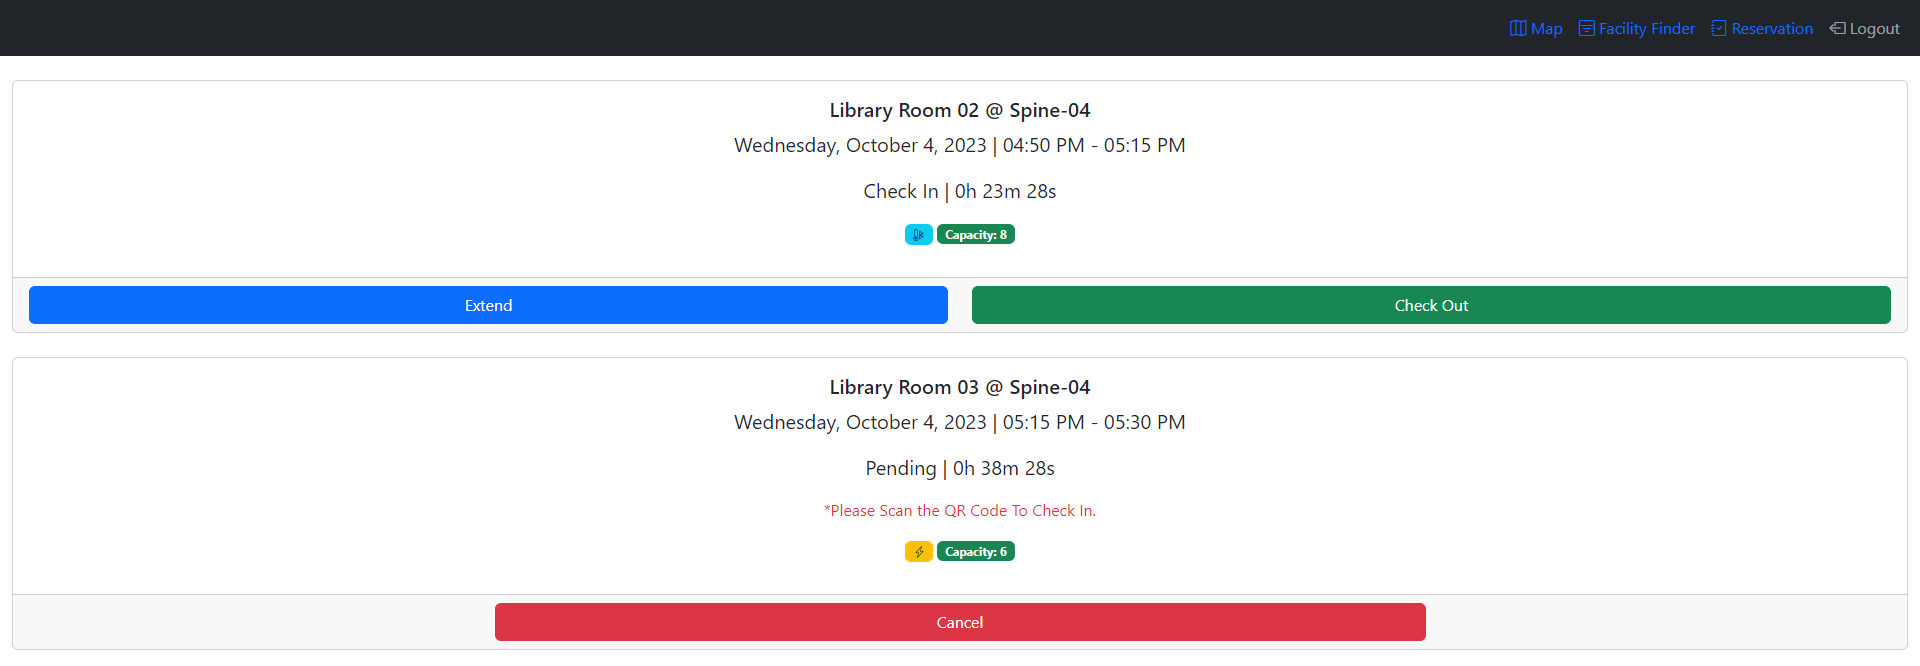 Map Facility Finder Reservation Logout
Library Room 02 @ Spine-04
Wednesday, October 4, 2023 | 04:50 PM - 05:15 PM
Check In | 0h 23m 28s
Capacity: 8
Extend Check Out
Library Room 03 @ Spine-04
Wednesday, October 4, 2023 | 05:15 PM - 05:30 PM
Pending | 0h 38m 28s
*Please Scan the QR Code To Check In.
Capacity: 6
Cancel